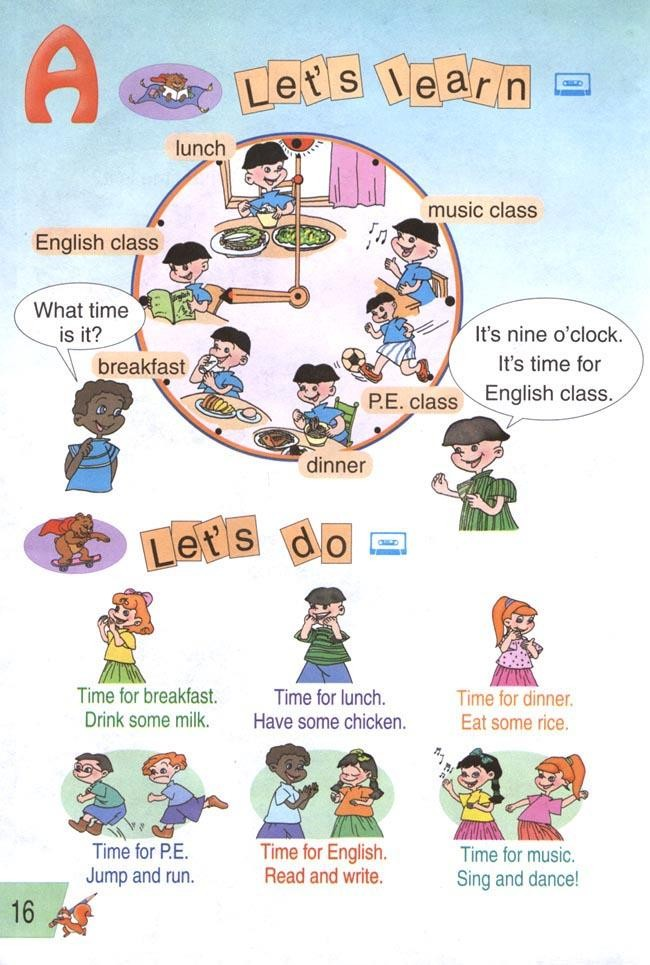 A
Let's learn
lunch
music class
English class
What time
is it?
It's nine o'clock.
It's time for
English class.
breakfast
P.E. class
dinner
Let's do
Time for breakfast.
Drink some milk.
Time for lunch.
Have some chicken.
Time for dinner.
Eat some rice.
Time for P.E.
Jump and run.
Time for English.
Read and write.
Time for music.
Sing and dance!
16